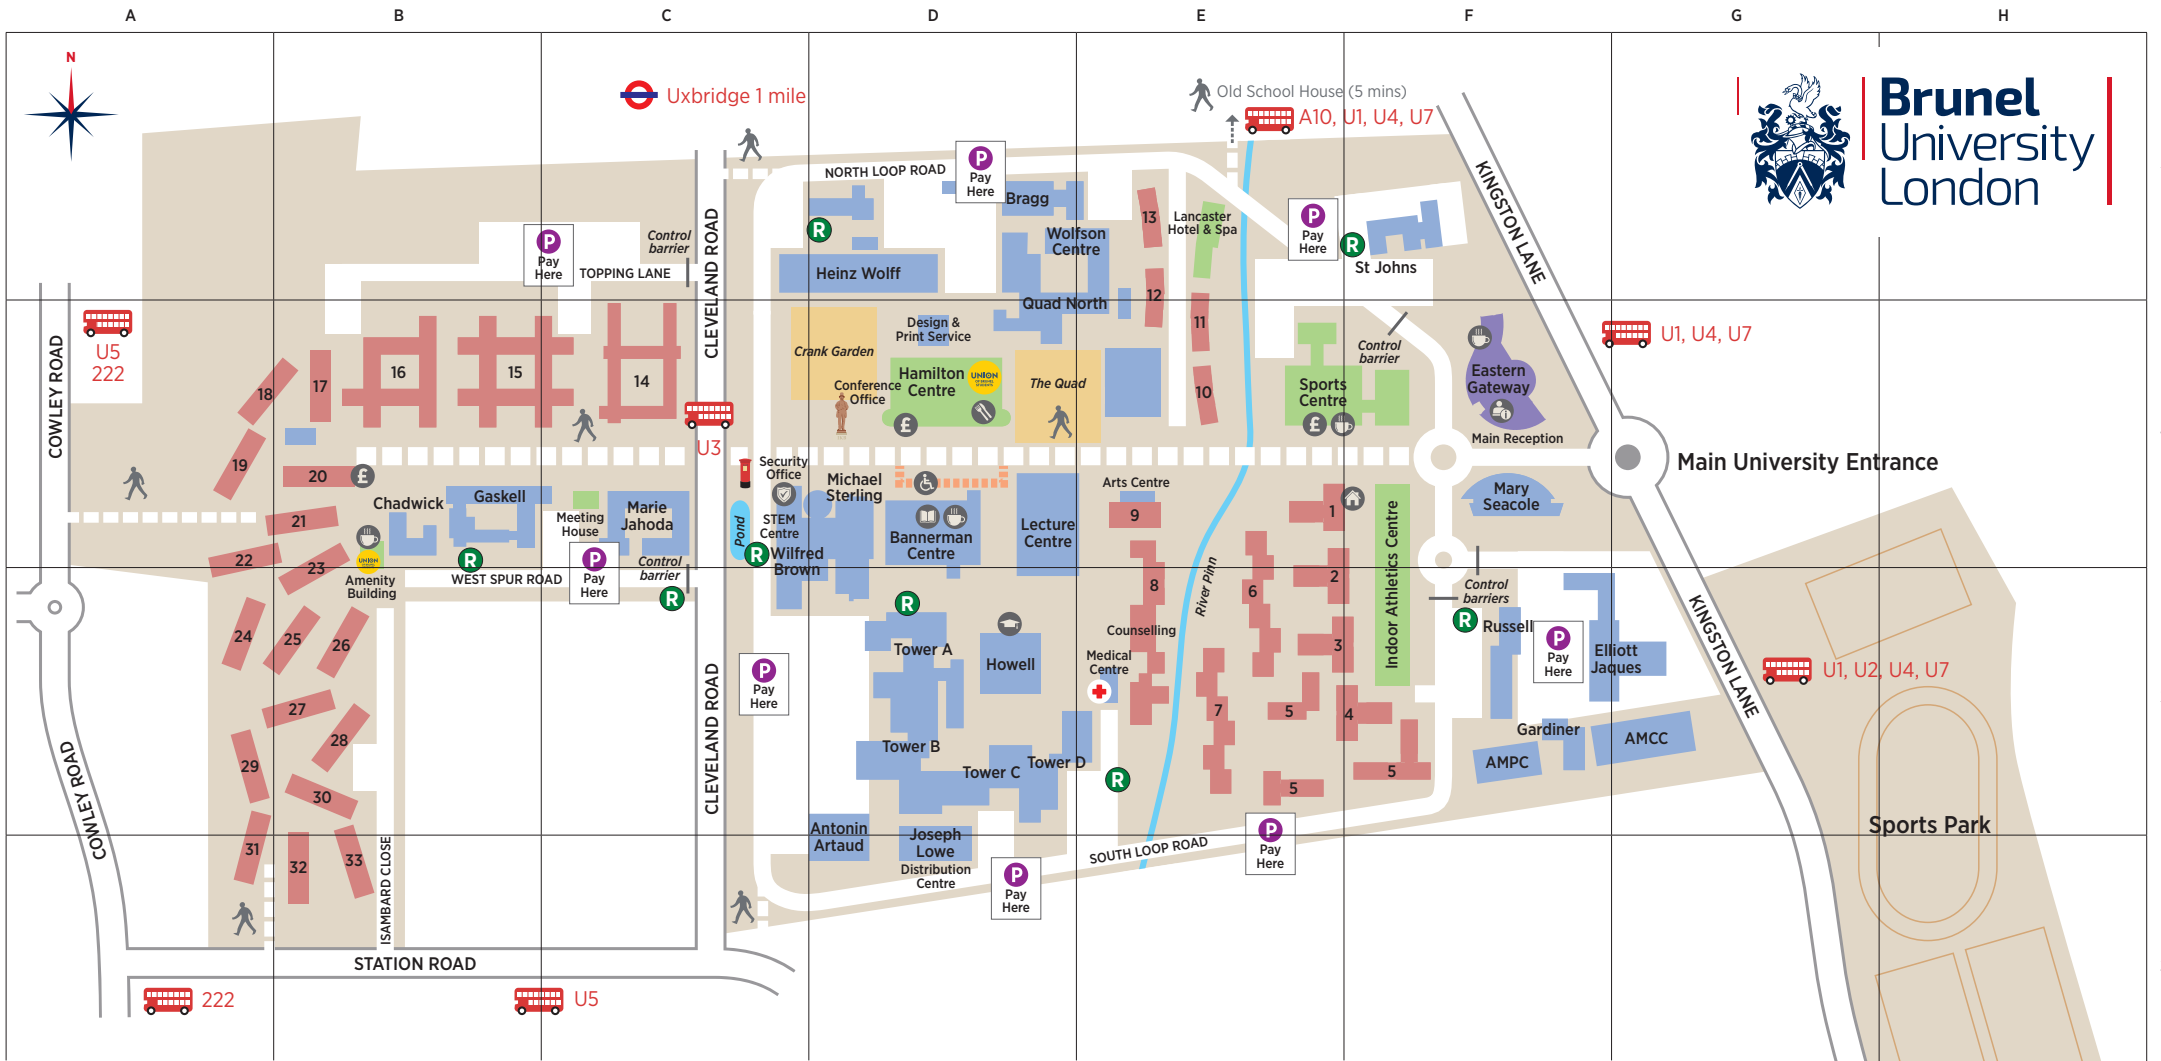 A
B
C
D
E
F
G
H
N
Uxbridge 1 mile
Old School House (5 mins)
A10, U1, U4, U7
Brunel
University
London
NORTH LOOP ROAD
P
Pay
Here
Bragg
KINGSTON LANE
13
Lancaster
Hotel & Spa
P
Pay
Here
R
St Johns
Wolfson
Centre
R
Heinz Wolff
Control
barrier
P
Pay
Here
TOPPING LANE
CLEVELAND ROAD
Quad North
12
11
10
U5
222
COWLEY ROAD
18
17
16
15
14
U3
Crank Garden
Design &
Print Service
Conference
Office
Hamilton
Centre
UNION
£
The Quad
Control
barrier
Sports
Centre
£
Eastern
Gateway
Main Reception
U1, U4, U7
Main University Entrance
19
20
£
21
22
23
Chadwick
Gaskell
Meeting
House
Marie
Jahoda
UNION
Amenity
Building
R
WEST SPUR ROAD
P
Pay
Here
Control
barrier
R
Pond
Security
Office
STEM
Centre
R
Wilfred
Brown
Michael
Sterling
Bannerman
Centre
Lecture
Centre
Arts Centre
9
8
River Pinn
1
2
3
6
Indoor Athletics Centre
Mary
Seacole
Control
barriers
R
Russell
P
Pay
Here
Elliott
Jaques
KINGSTON LANE
U1, U2, U4, U7
24
25
26
27
28
29
30
31
32
33
COWLEY ROAD
ISAMBARD CLOSE
CLEVELAND ROAD
P
Pay
Here
R
Tower A
Howell
Counselling
Medical
Centre
Tower B
Tower C
Tower D
R
7
5
4
5
5
Gardiner
AMPC
AMCC
Sports Park
Antonin
Artaud
Joseph
Lowe
Distribution
Centre
P
Pay
Here
SOUTH LOOP ROAD
P
Pay
Here
STATION ROAD
222
U5